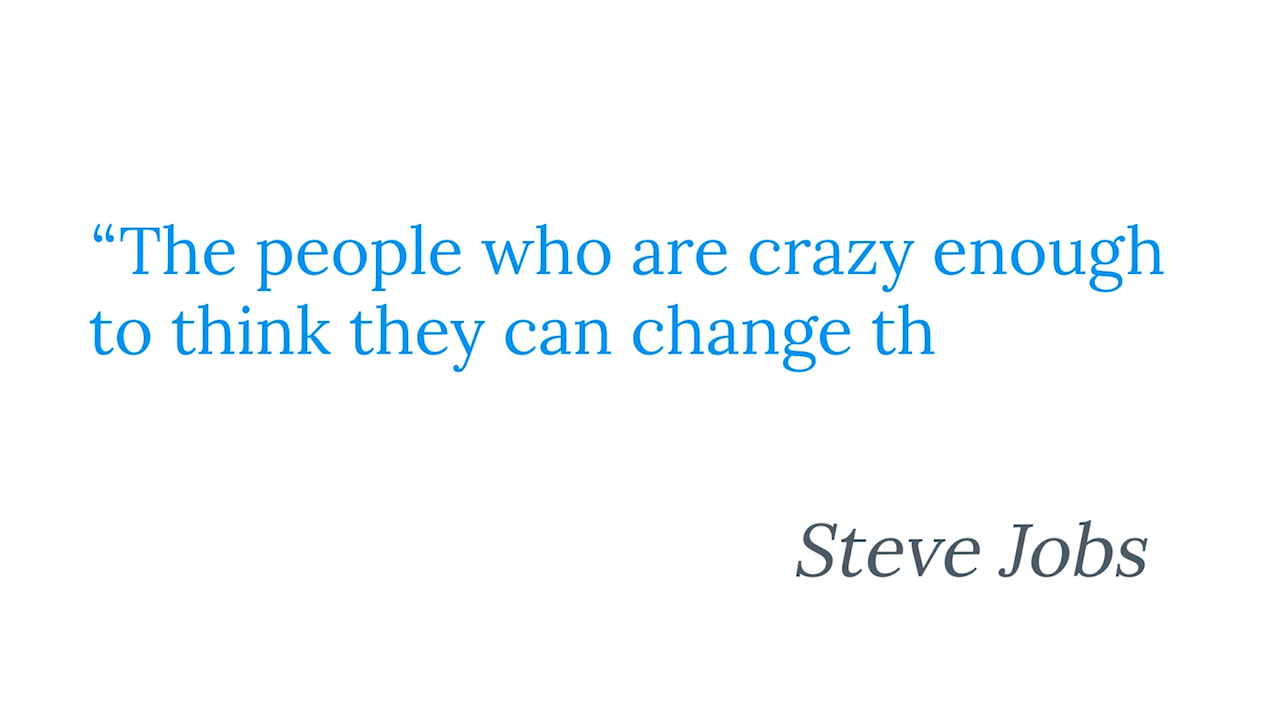 “The people who are crazy enough
to think they can change th
Steve Jobs